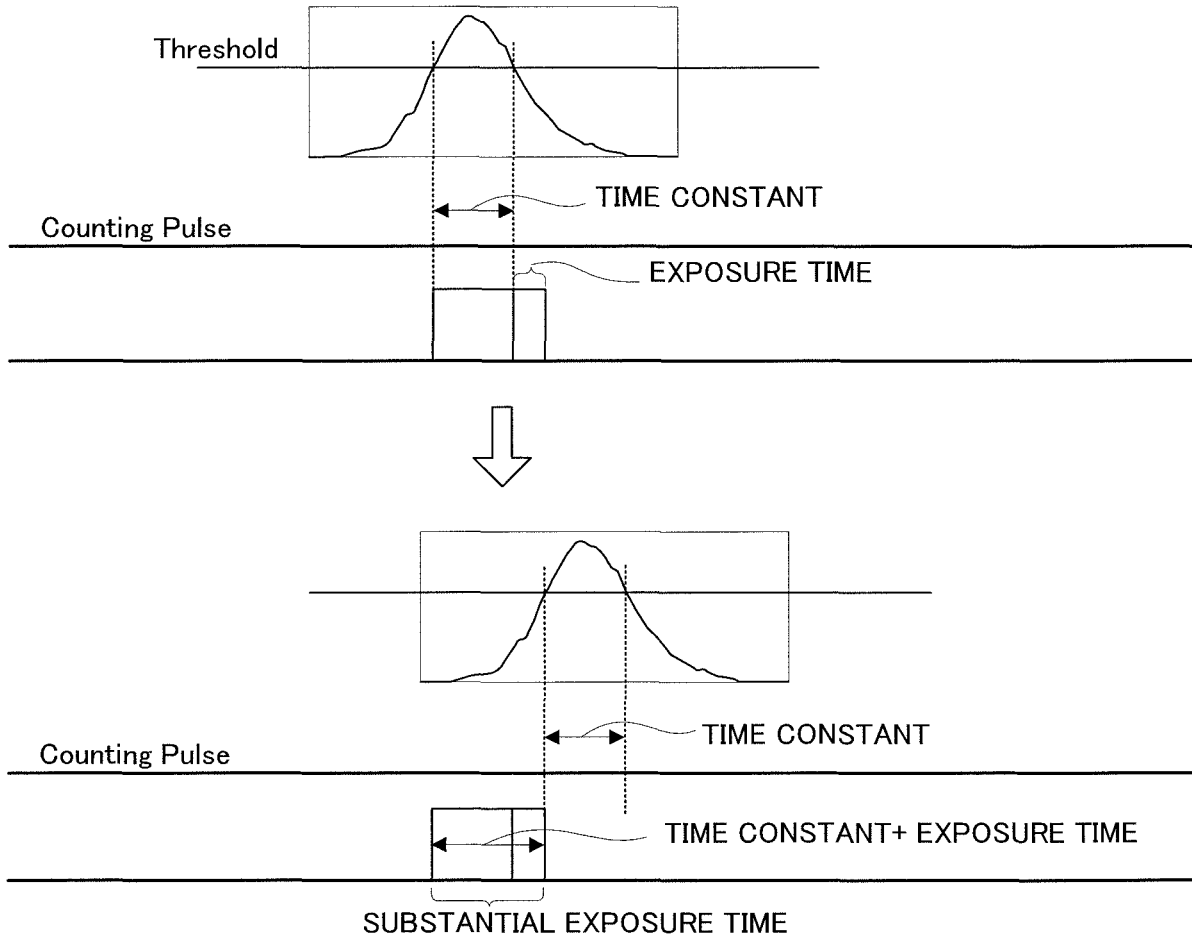 Threshold
TIME CONSTANT
Counting Pulse
EXPOSURE TIME
TIME CONSTANT
Counting Pulse
TIME CONSTANT+ EXPOSURE TIME
SUBSTANTIAL EXPOSURE TIME